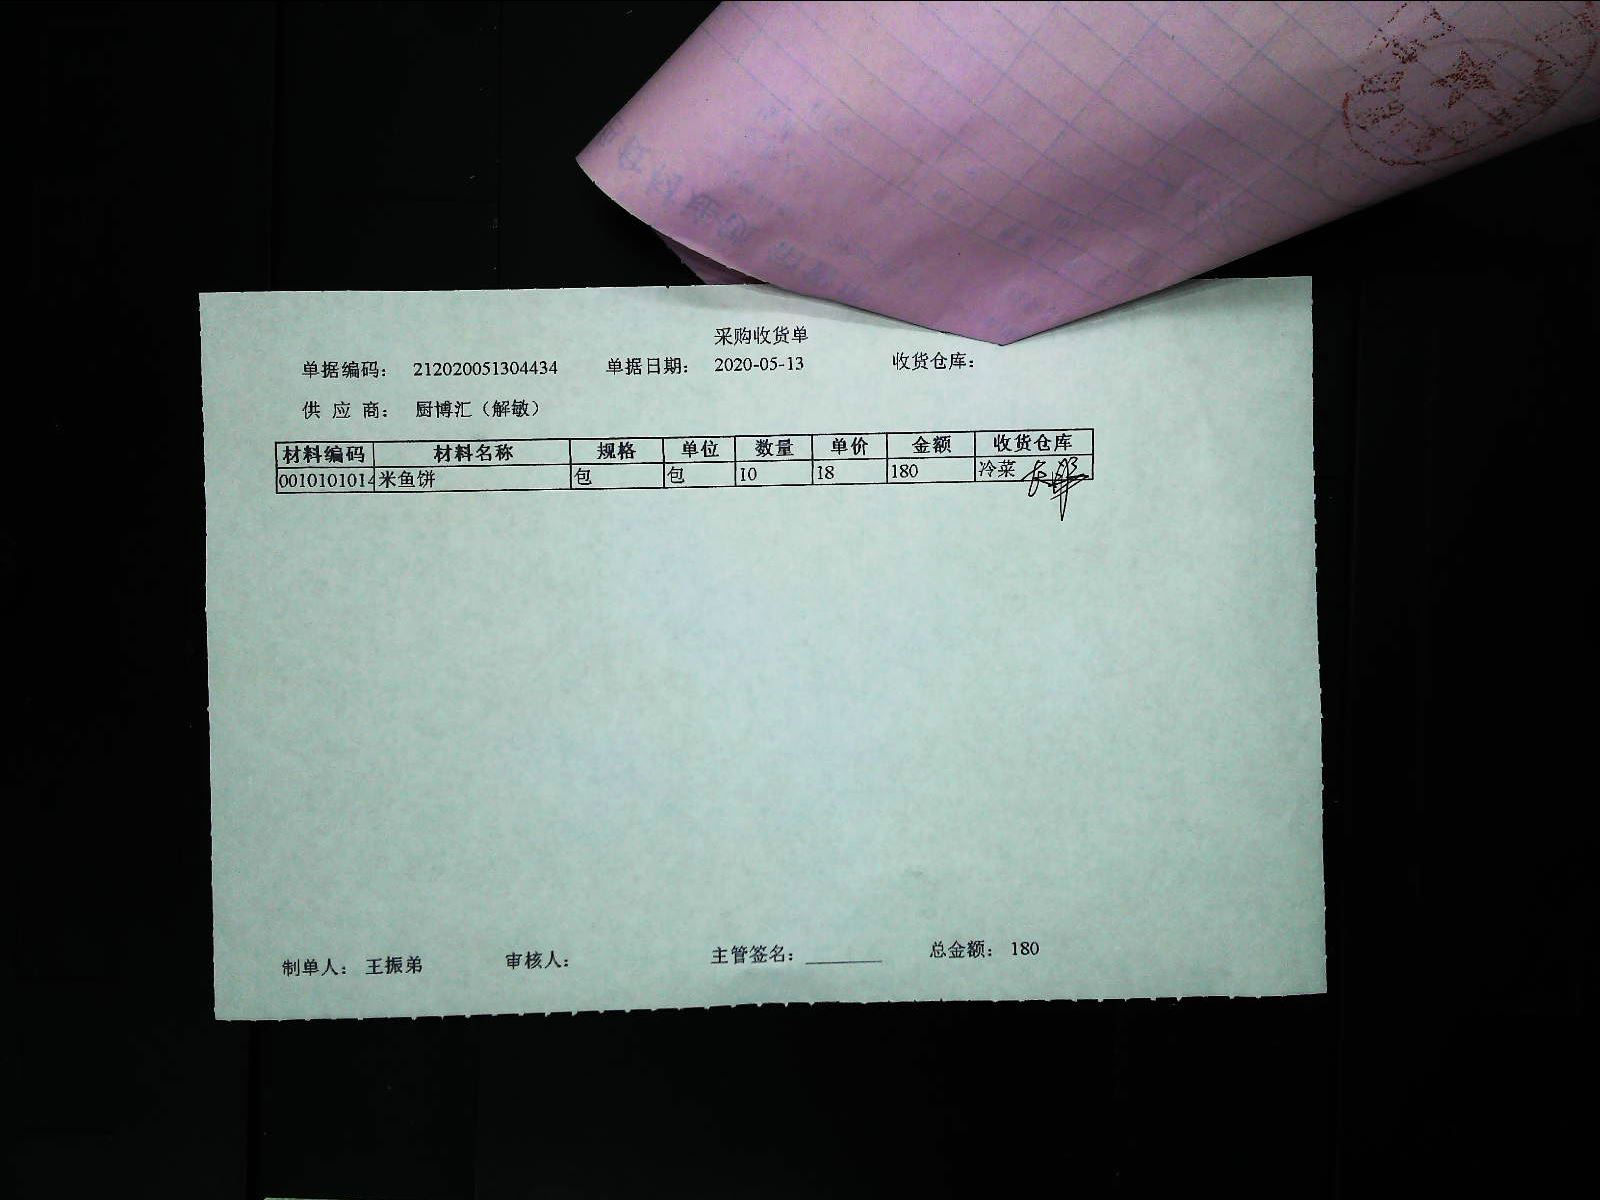 采购收货单
单据编码： 212020051304434 单据日期： 2020-05-13 收货仓库：
供 应 商： 厨博汇（解敏）
材料编码 材料名称 规格 单位 数量 单价 金额 收货仓库
0010101014 米鱼饼 包 包 10 18 180 冷菜
制单人： 王振弟 审核人： 主管签名：________ 总金额： 180